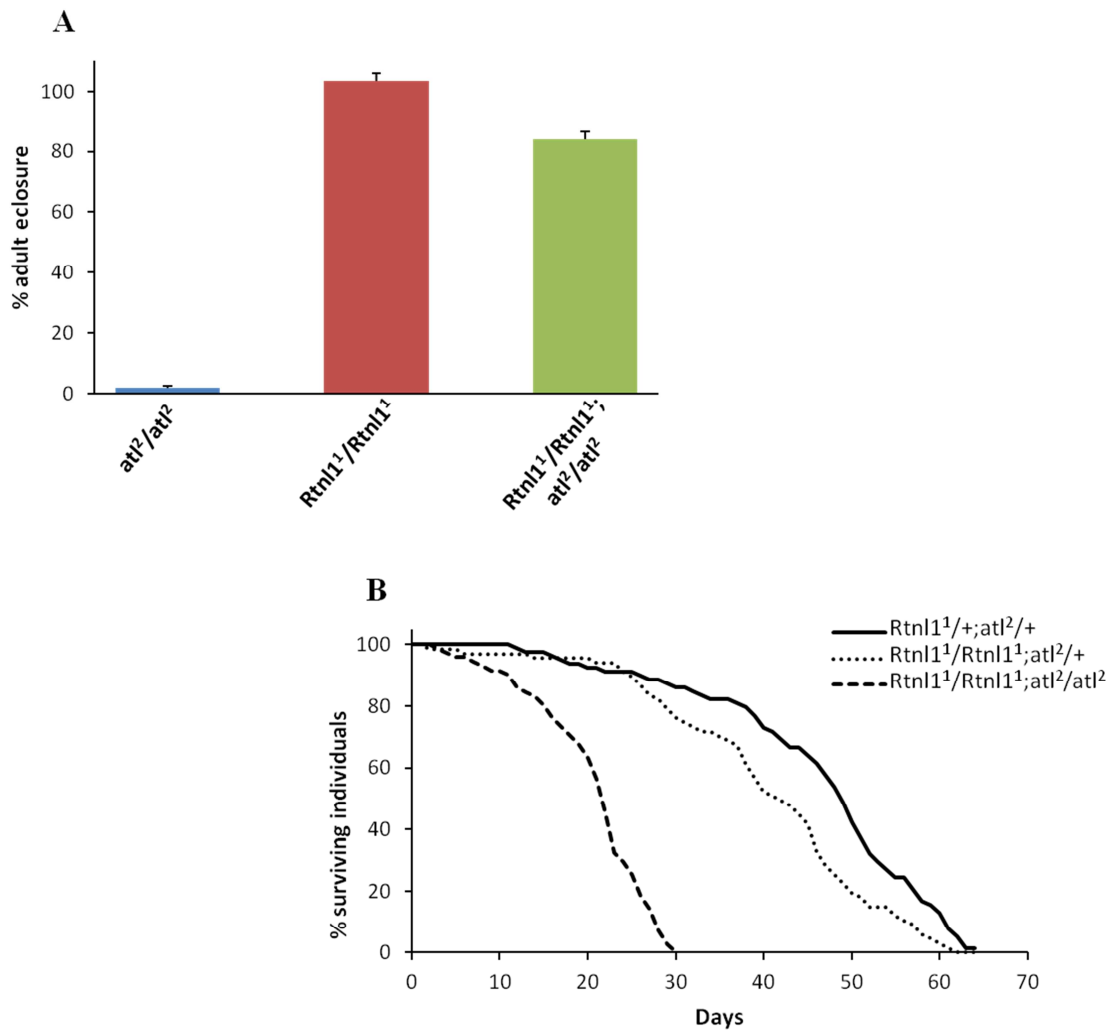 A
% adult eclosure
100
80
60
40
20
0
atl²/atl²
Rtnl1¹/Rtnl1¹
Rtnl1¹/Rtnl1¹;
atl²/atl²
B
Rtnl1¹/+;atl²/+
Rtnl1¹/Rtnl1¹;atl²/+
Rtnl1¹/Rtnl1¹;atl²/atl²
% surviving individuals
100
80
60
40
20
0
0 10 20 30 40 50 60 70
Days